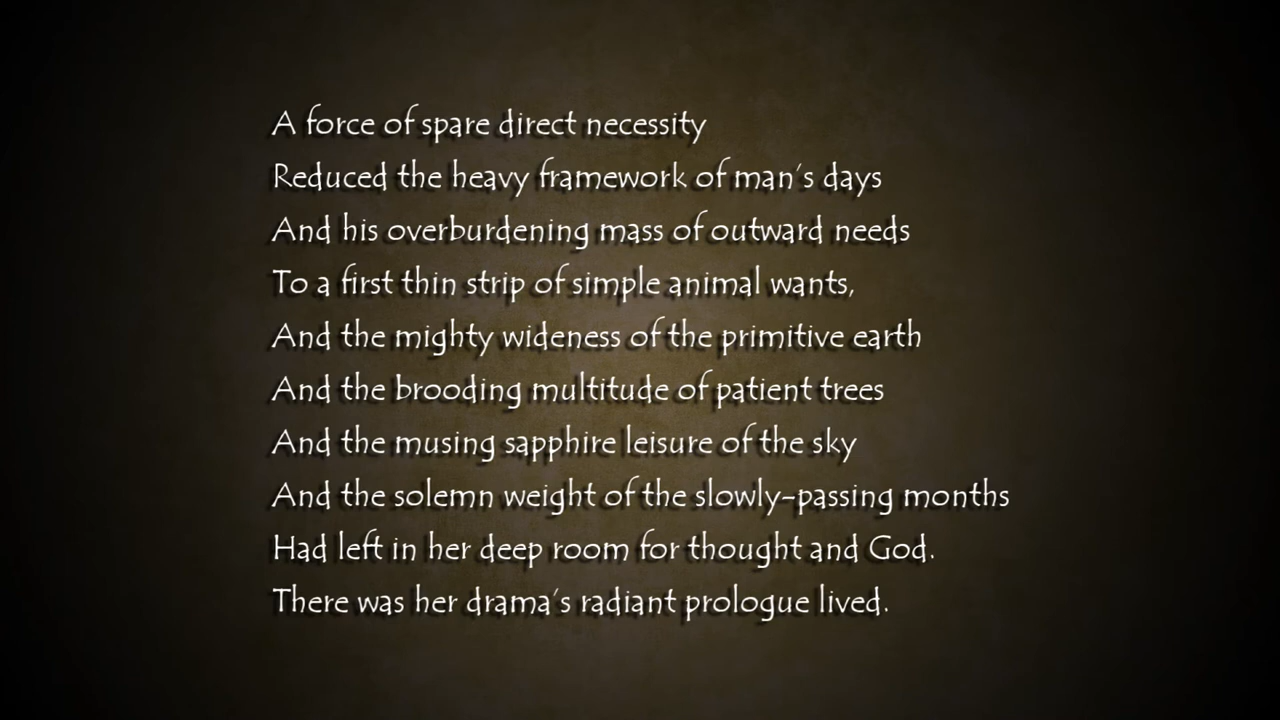 A force of spare direct necessity
Reduced the heavy framework of man's days
And his overburdening mass of outward needs
To a first thin strip of simple animal wants,
And the mighty wideness of the primitive earth
And the brooding multitude of patient trees
And the musing sapphire leisure of the sky
And the solemn weight of the slowly-passing months
Had left in her deep room for thought and God.
There was her drama's radiant prologue lived.